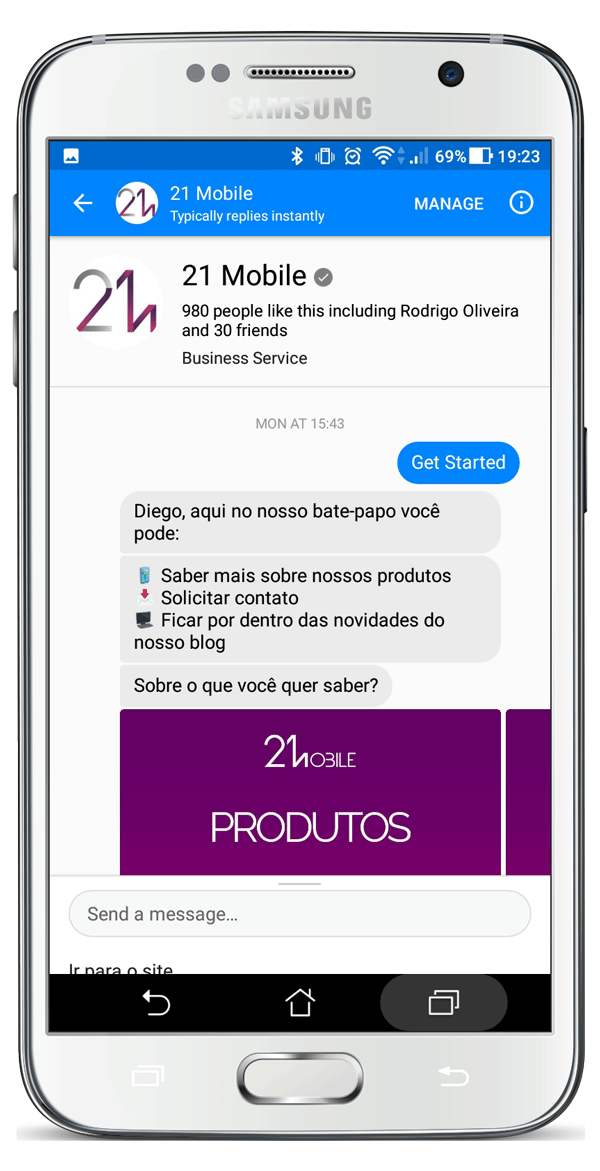 SAMSUNG
69% 19:23
21 Mobile
Typically replies instantly
MANAGE
21
21 Mobile
980 people like this including Rodrigo Oliveira
and 30 friends
Business Service
MON AT 15:43
Get Started
Diego, aqui no nosso bate-papo você
pode:
Saber mais sobre nossos produtos
Solicitar contato
Ficar por dentro das novidades do
nosso blog
Sobre o que você quer saber?
21MOBILE
PRODUTOS
Send a message...
Ir para o site